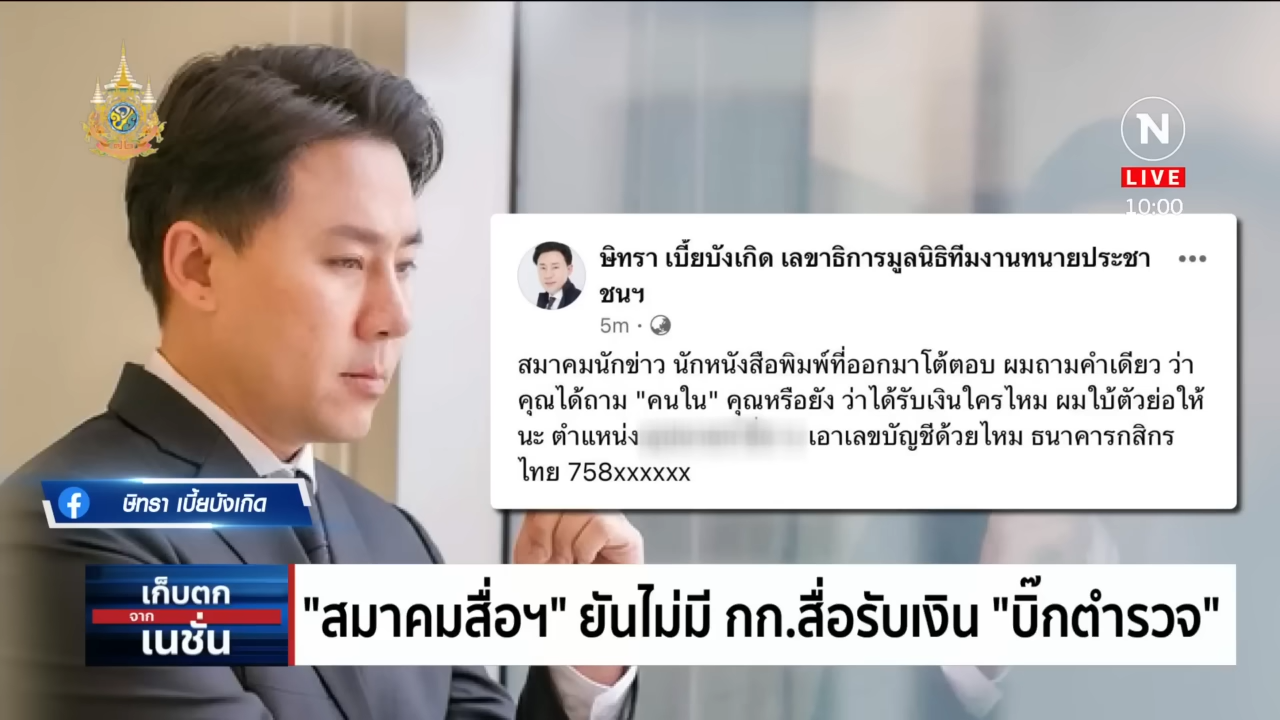 N
LIVE
10:00
ษิทรา เบี้ยบังเกิด เลขาธิการมูลนิธิทีมงานทนายประชา
ชนฯ
5m ·
สมาคมนักข่าว นักหนังสือพิมพ์ที่ออกมาโต้ตอบ ผมถามคำเดียว ว่า
คุณได้ถาม "คนใน" คุณหรือยัง ว่าได้รับเงินใครไหม ผมใบ้ตัวย่อให้
นะ ตำแหน่ง เอาเลขบัญชีด้วยไหม ธนาคารกสิกร
ไทย 758xxxxxx
ษิทรา เบี้ยบังเกิด
เก็บตก
จาก
เนชั่น
"สมาคมสื่อฯ" ยันไม่มี กก.สื่อรับเงิน "บิ๊กตำรวจ"